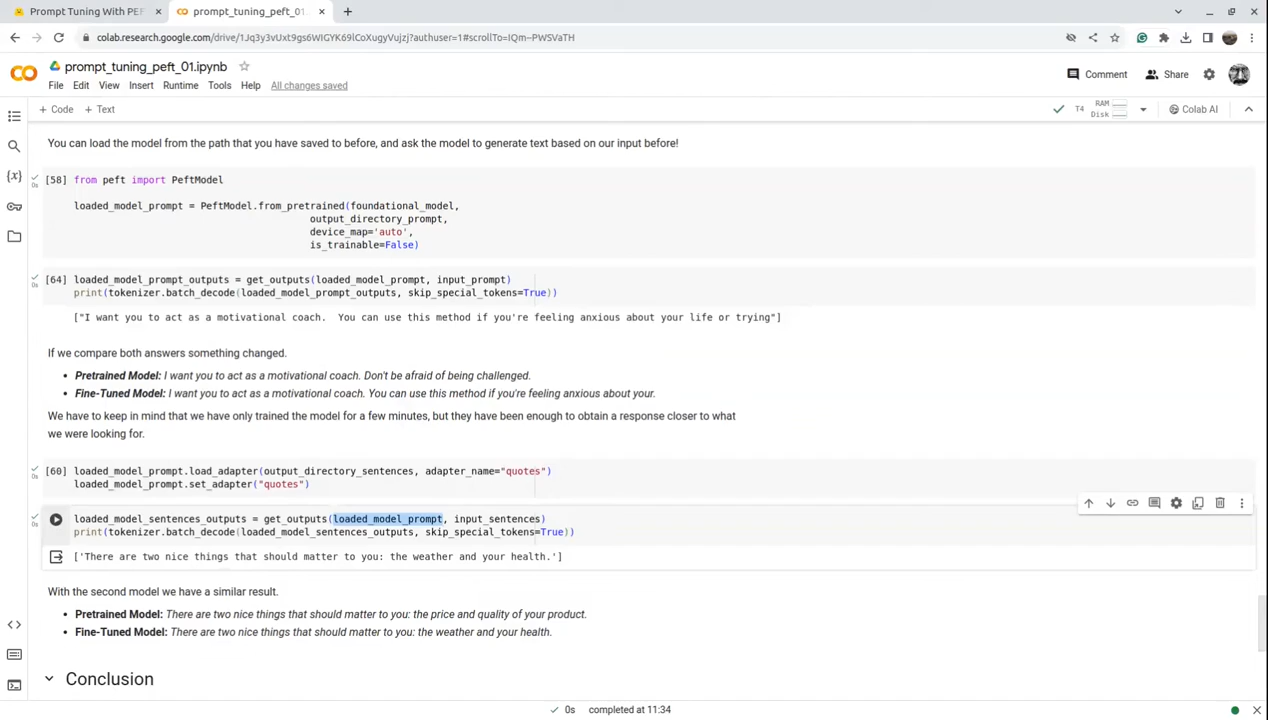 Prompt Tuning With PEF
prompt_tuning_peft_01.
colab.research.google.com/drive/1Jq3y3vUxt9gs6WIGYK69lCoXugyVujzj?authuser=1#scrollTo=IQm-PWSVaTH
prompt_tuning_peft_01.ipynb
Comment
Share
File Edit View Insert Runtime Tools Help All changes saved
+ Code + Text
T4
RAM
Disk
Colab AI
You can load the model from the path that you have saved to before, and ask the model to generate text based on our input before!
[58] from peft import PeftModel
0s
loaded_model_prompt = PeftModel.from_pretrained(foundational_model,
output_directory_prompt,
device_map='auto',
is_trainable=False)
[64] loaded_model_prompt_outputs = get_outputs(loaded_model_prompt, input_prompt)
0s print(tokenizer.batch_decode(loaded_model_prompt_outputs, skip_special_tokens=True))
["I want you to act as a motivational coach.  You can use this method if you're feeling anxious about your life or trying"]
If we compare both answers something changed.
• Pretrained Model: I want you to act as a motivational coach. Don't be afraid of being challenged.
• Fine-Tuned Model: I want you to act as a motivational coach. You can use this method if you're feeling anxious about your.
We have to keep in mind that we have only trained the model for a few minutes, but they have been enough to obtain a response closer to what
we were looking for.
[60] loaded_model_prompt.load_adapter(output_directory_sentences, adapter_name="quotes")
0s loaded_model_prompt.set_adapter("quotes")
loaded_model_sentences_outputs = get_outputs(loaded_model_prompt, input_sentences)
0s print(tokenizer.batch_decode(loaded_model_sentences_outputs, skip_special_tokens=True))
['There are two nice things that should matter to you: the weather and your health.']
With the second model we have a similar result.
• Pretrained Model: There are two nice things that should matter to you: the price and quality of your product.
• Fine-Tuned Model: There are two nice things that should matter to you: the weather and your health.
Conclusion
0s completed at 11:34